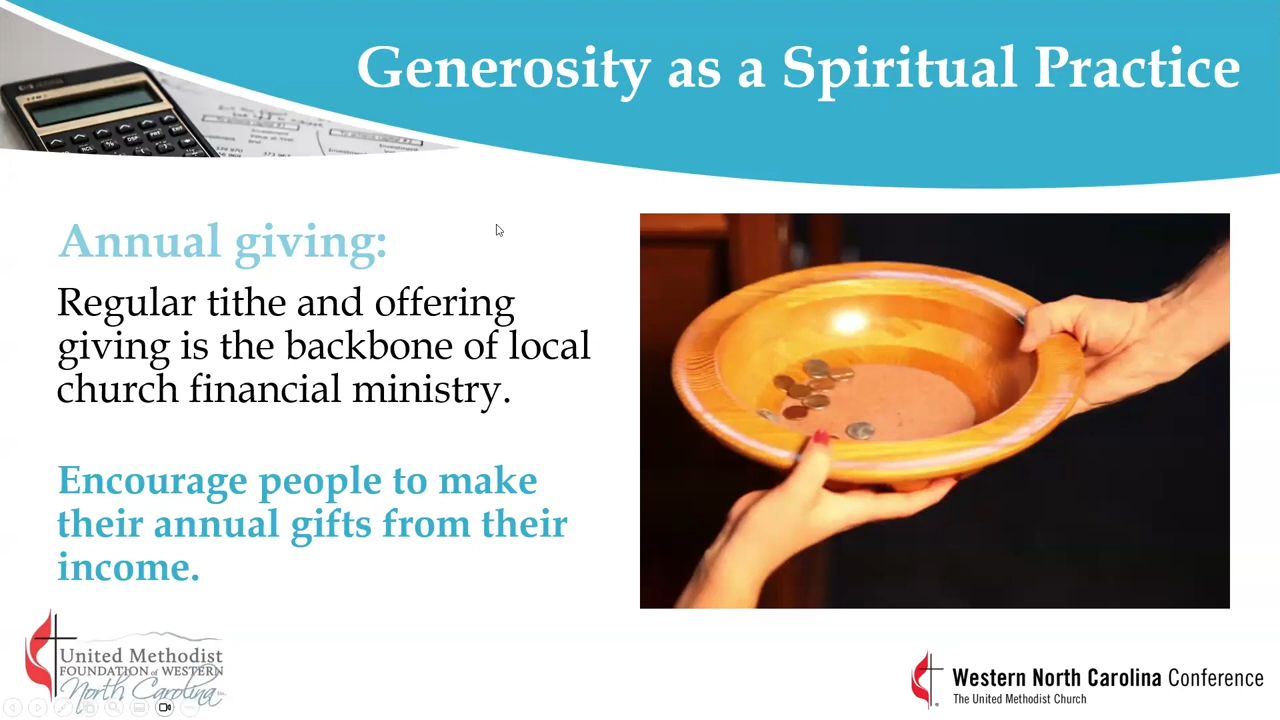 Generosity as a Spiritual Practice
Annual giving:
Regular tithe and offering
giving is the backbone of local
church financial ministry.
Encourage people to make
their annual gifts from their
income.
United Methodist
FOUNDATION of WESTERN
North Carolina
Western North Carolina Conference
The United Methodist Church